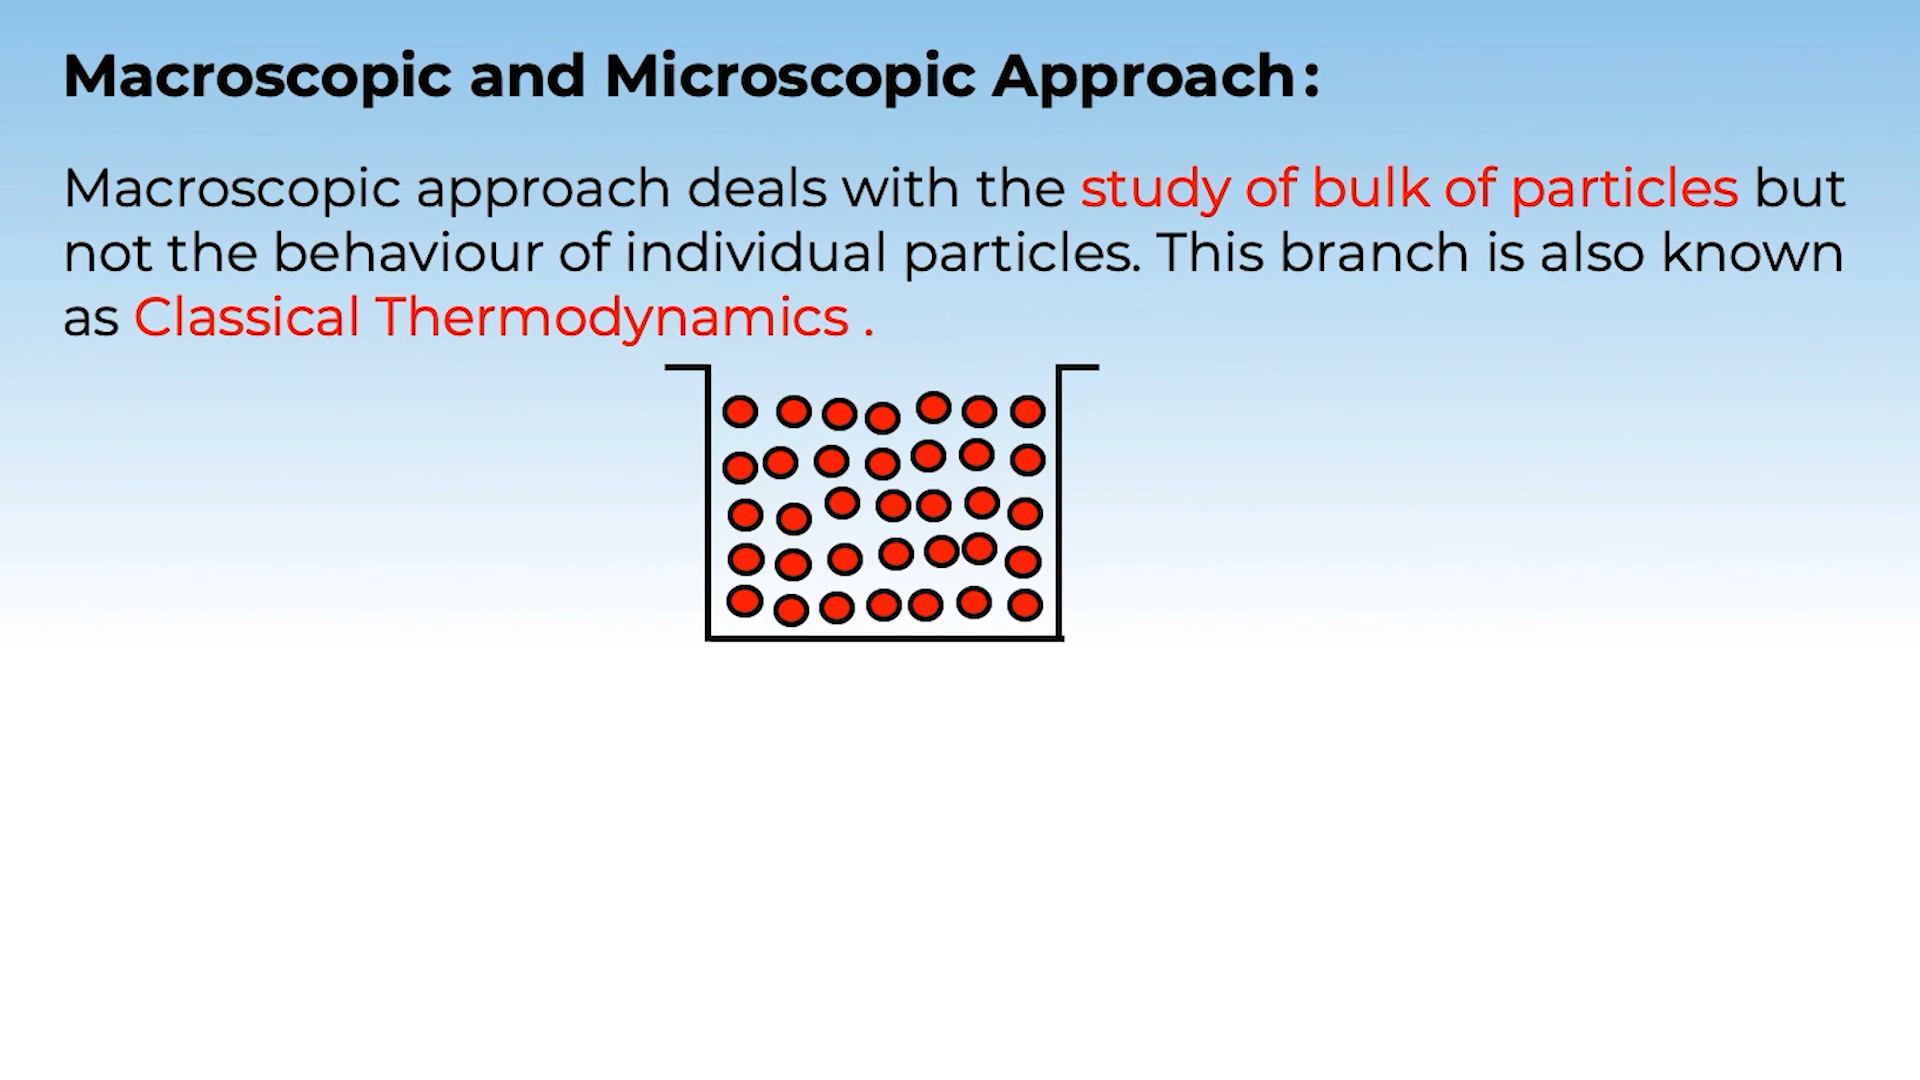 Macroscopic and Microscopic Approach:
Macroscopic approach deals with the study of bulk of particles but
not the behaviour of individual particles. This branch is also known
as Classical Thermodynamics .